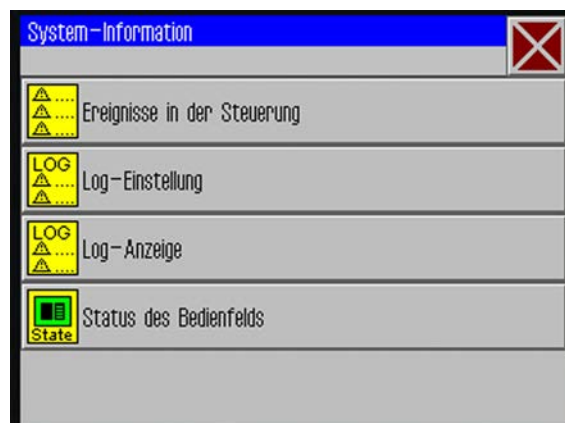 System-Information
Ereignisse in der Steuerung
LOG
Log-Einstellung
LOG
Log-Anzeige
State
Status des Bedienfelds